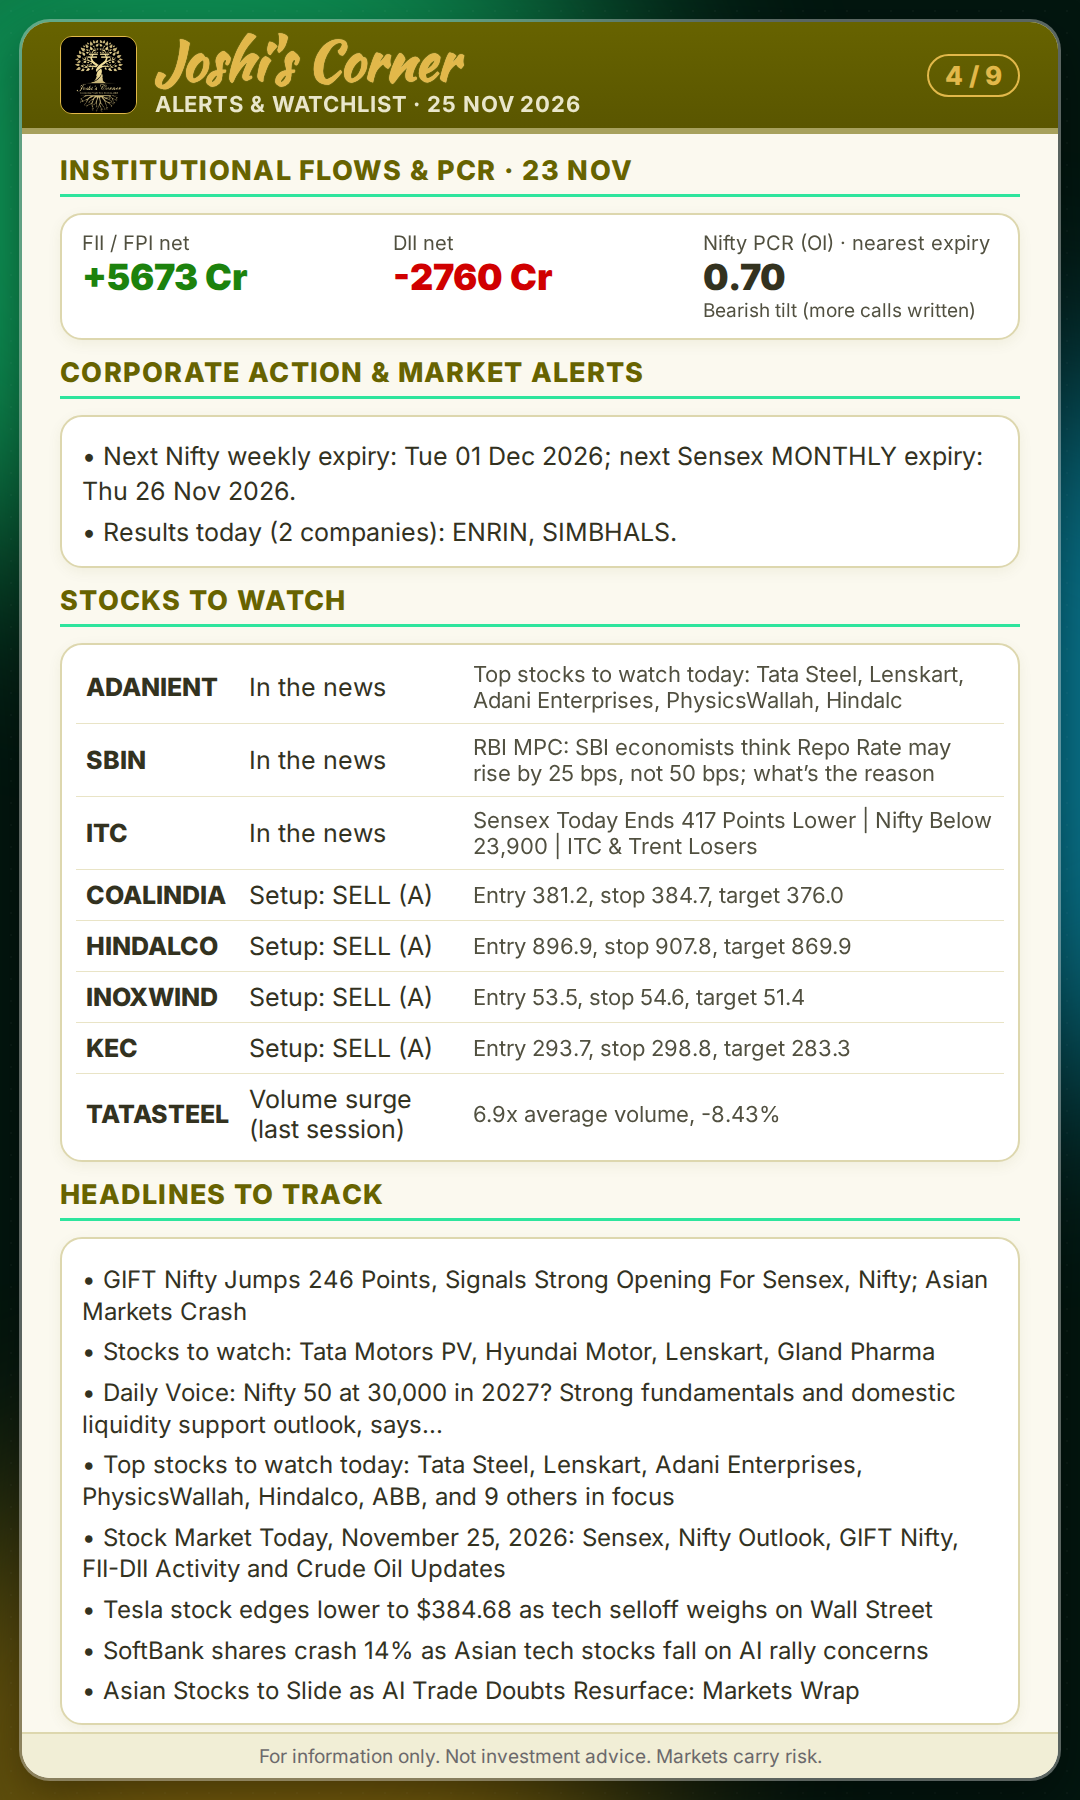 Joshi's Corner
ALERTS & WATCHLIST · 25 NOV 2026
4 / 9
Joshi's Corner
INSTITUTIONAL FLOWS & PCR · 23 NOV
FII / FPI net
+5673 Cr
DII net
-2760 Cr
Nifty PCR (OI) · nearest expiry
0.70
Bearish tilt (more calls written)
CORPORATE ACTION & MARKET ALERTS
• Next Nifty weekly expiry: Tue 01 Dec 2026; next Sensex MONTHLY expiry:
Thu 26 Nov 2026.
• Results today (2 companies): ENRIN, SIMBHALS.
STOCKS TO WATCH
ADANIENT In the news Top stocks to watch today: Tata Steel, Lenskart,
Adani Enterprises, PhysicsWallah, Hindalc
SBIN In the news RBI MPC: SBI economists think Repo Rate may
rise by 25 bps, not 50 bps; what's the reason
ITC In the news Sensex Today Ends 417 Points Lower | Nifty Below
23,900 | ITC & Trent Losers
COALINDIA Setup: SELL (A) Entry 381.2, stop 384.7, target 376.0
HINDALCO Setup: SELL (A) Entry 896.9, stop 907.8, target 869.9
INOXWIND Setup: SELL (A) Entry 53.5, stop 54.6, target 51.4
KEC Setup: SELL (A) Entry 293.7, stop 298.8, target 283.3
TATASTEEL Volume surge
(last session) 6.9x average volume, -8.43%
HEADLINES TO TRACK
• GIFT Nifty Jumps 246 Points, Signals Strong Opening For Sensex, Nifty; Asian
Markets Crash
• Stocks to watch: Tata Motors PV, Hyundai Motor, Lenskart, Gland Pharma
• Daily Voice: Nifty 50 at 30,000 in 2027? Strong fundamentals and domestic
liquidity support outlook, says...
• Top stocks to watch today: Tata Steel, Lenskart, Adani Enterprises,
PhysicsWallah, Hindalco, ABB, and 9 others in focus
• Stock Market Today, November 25, 2026: Sensex, Nifty Outlook, GIFT Nifty,
FII-DII Activity and Crude Oil Updates
• Tesla stock edges lower to $384.68 as tech selloff weighs on Wall Street
• SoftBank shares crash 14% as Asian tech stocks fall on AI rally concerns
• Asian Stocks to Slide as AI Trade Doubts Resurface: Markets Wrap
For information only. Not investment advice. Markets carry risk.